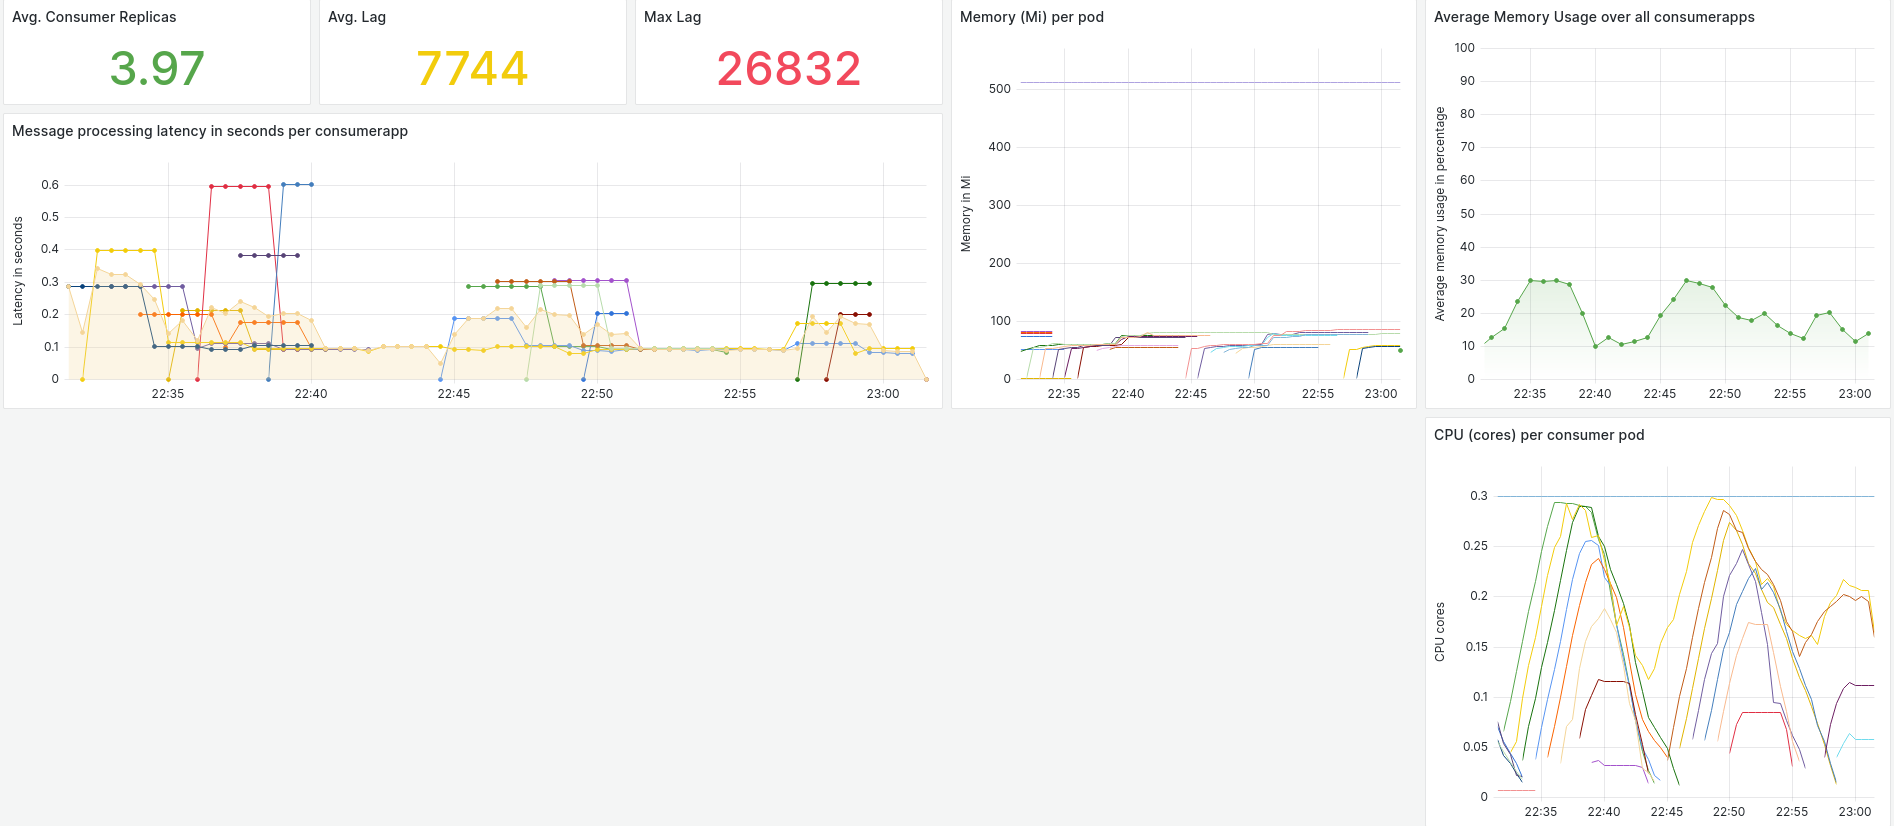 Avg. Consumer Replicas
3.97
Avg. Lag
7744
Max Lag
26832
Message processing latency in seconds per consumerapp
Latency in seconds
0.6
0.5
0.4
0.3
0.2
0.1
0
22:35 22:40 22:45 22:50 22:55 23:00
Memory (Mi) per pod
Memory in Mi
500
400
300
200
100
0
22:35 22:40 22:45 22:50 22:55 23:00
Average Memory Usage over all consumerapps
Average memory usage in percentage
100
90
80
70
60
50
40
30
20
10
0
22:35 22:40 22:45 22:50 22:55 23:00
CPU (cores) per consumer pod
CPU cores
0.3
0.25
0.2
0.15
0.1
0.05
0
22:35 22:40 22:45 22:50 22:55 23:00